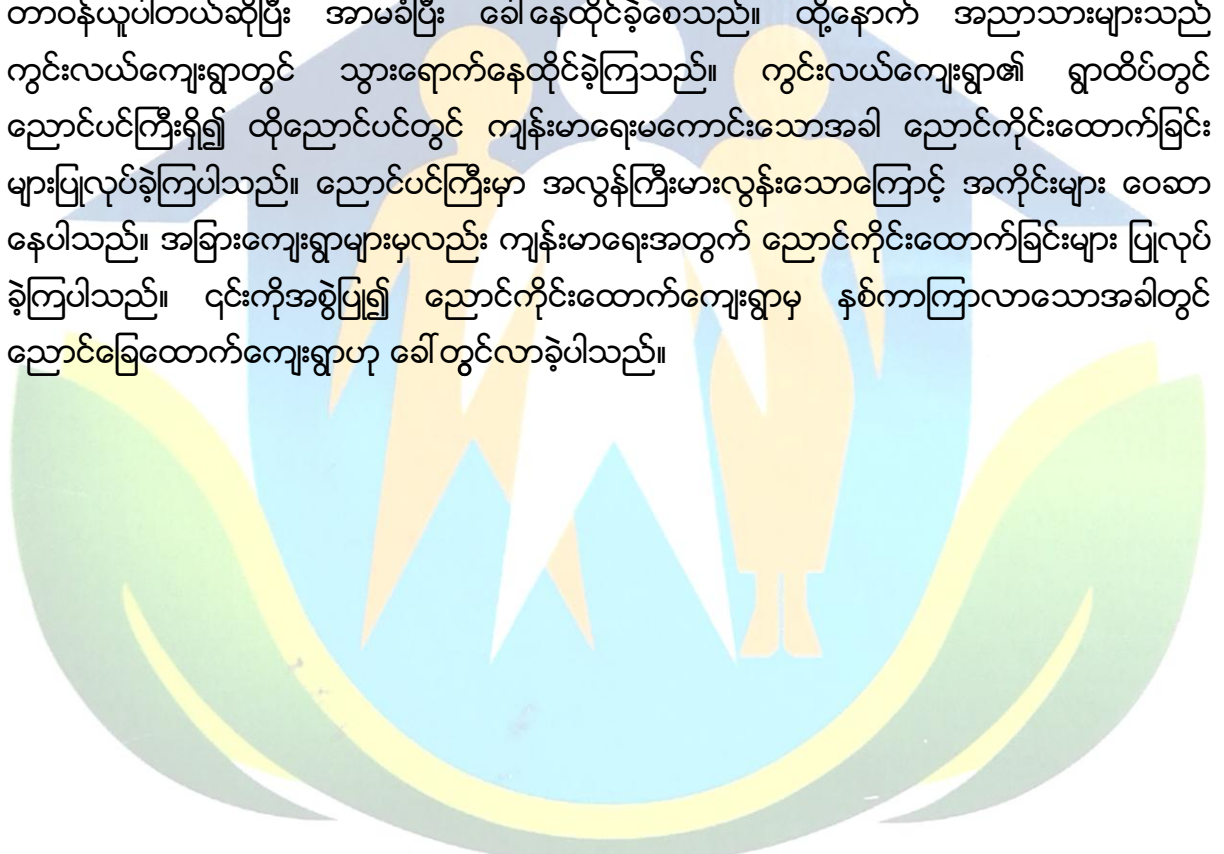 တာဝန်ယူပါတယ်ဆိုပြီး အာမခံပြီး ခေါ်နေထိုင်ခဲ့စေသည်။ ထို့နောက် အညာသားများသည်
ကွင်းလယ်ကျေးရွာတွင် သွားရောက်နေထိုင်ခဲ့ကြသည်။ ကွင်းလယ်ကျေးရွာ၏ ရွာထိပ်တွင်
ညောင်ပင်ကြီးရှိ၍ ထိုညောင်ပင်တွင် ကျန်းမာရေးမကောင်းသောအခါ ညောင်ကိုင်းထောက်ခြင်း
များပြုလုပ်ခဲ့ကြပါသည်။ ညောင်ပင်ကြီးမှာ အလွန်ကြီးမားလွန်းသောကြောင့် အကိုင်းများ ဝေဆာ
နေပါသည်။ အခြားကျေးရွာများမှလည်း ကျန်းမာရေးအတွက် ညောင်ကိုင်းထောက်ခြင်းများ ပြုလုပ်
ခဲ့ကြပါသည်။ ၎င်းကိုအစွဲပြု၍ ညောင်ကိုင်းထောက်ကျေးရွာမှ နှစ်ကာကြာလာသောအခါတွင်
ညောင်ခြေထောက်ကျေးရွာဟု ခေါ်တွင်လာခဲ့ပါသည်။